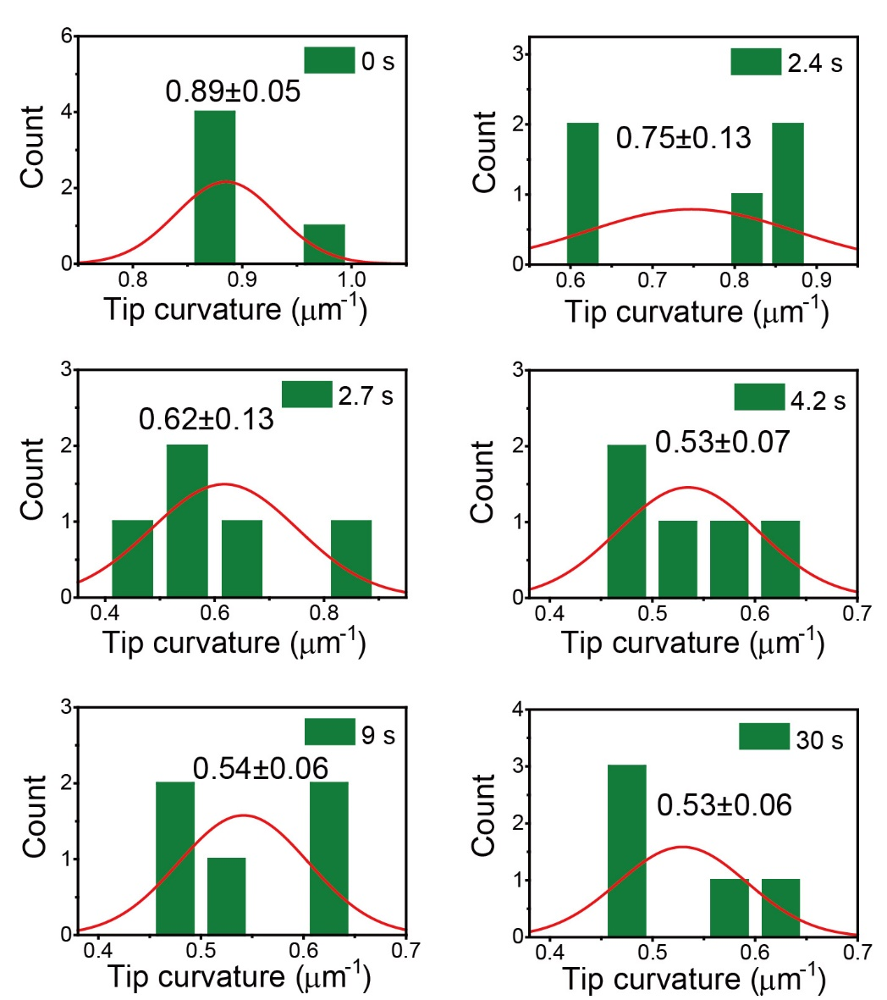 6
4
2
0
Count
0 s
0.89±0.05
0.8 0.9 1.0
Tip curvature (μm⁻¹)
3
2
1
0
Count
2.4 s
0.75±0.13
0.6 0.7 0.8 0.9
Tip curvature (μm⁻¹)
3
2
1
0
Count
2.7 s
0.62±0.13
0.4 0.6 0.8
Tip curvature (μm⁻¹)
3
2
1
0
Count
4.2 s
0.53±0.07
0.4 0.5 0.6 0.7
Tip curvature (μm⁻¹)
3
2
1
0
Count
9 s
0.54±0.06
0.4 0.5 0.6 0.7
Tip curvature (μm⁻¹)
4
3
2
1
0
Count
30 s
0.53±0.06
0.4 0.5 0.6 0.7
Tip curvature (μm⁻¹)